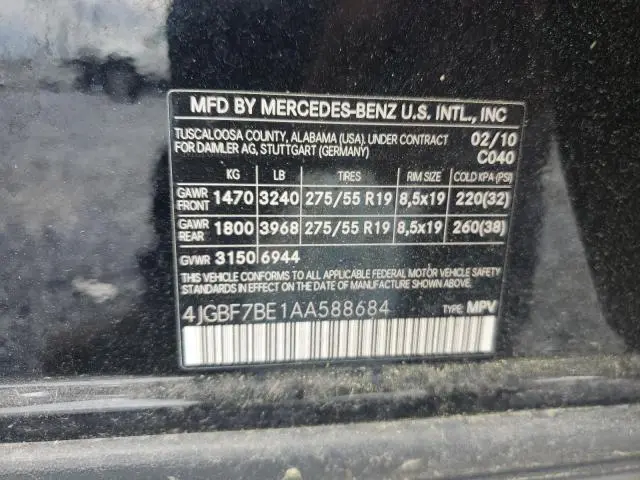 MFD BY MERCEDES-BENZ U.S. INTL., INC
TUSCALOOSA COUNTY, ALABAMA (USA). UNDER CONTRACT 02/10
FOR DAIMLER AG, STUTTGART (GERMANY) C040
KG LB TIRES RIM SIZE COLD KPA (PSI)
GAWR FRONT 1470 3240 275/55 R19 8,5x19 220(32)
GAWR REAR 1800 3968 275/55 R19 8,5x19 260(38)
GVWR 3150 6944
THIS VEHICLE CONFORMS TO ALL APPLICABLE FEDERAL MOTOR VEHICLE SAFETY
STANDARDS IN EFFECT ON THE DATE OF MANUFACTURE SHOWN ABOVE.
4JGBF7BE1AA588684 TYPE: MPV